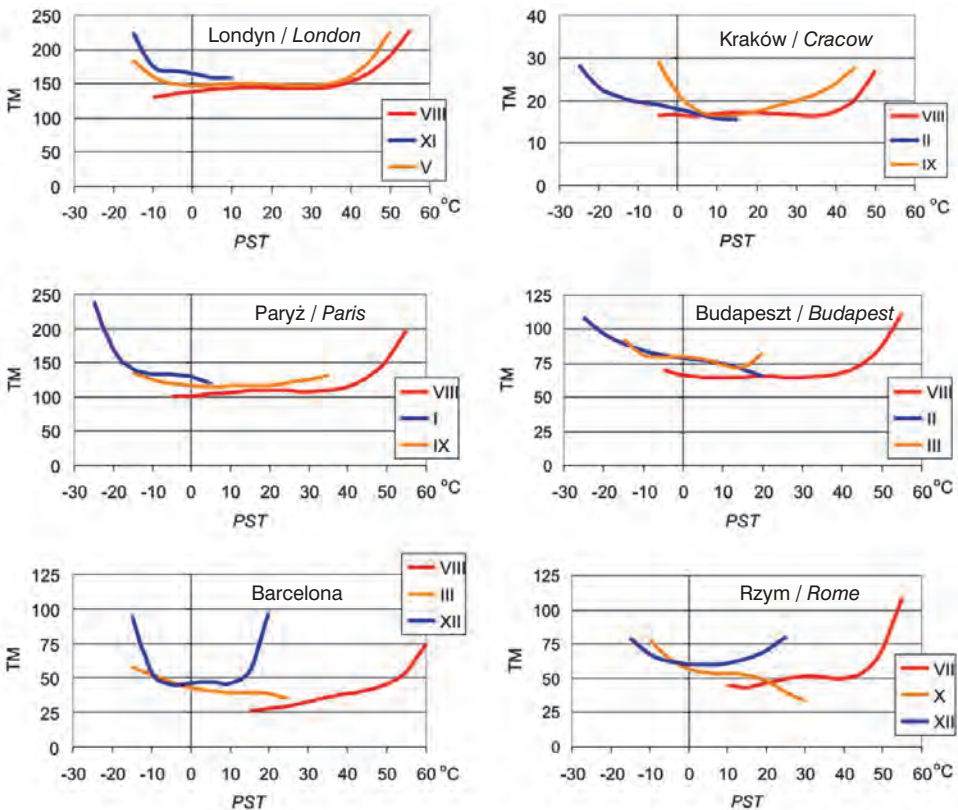 Londyn / London
TM
250
200
150
100
50
0
-30 -20 -10 0 10 20 30 40 50 60 °C
PST
VIII
XI
V
Kraków / Cracow
TM
40
30
20
10
0
-30 -20 -10 0 10 20 30 40 50 60 °C
PST
VIII
II
IX
Paryż / Paris
TM
250
200
150
100
50
0
-30 -20 -10 0 10 20 30 40 50 60 °C
PST
VIII
I
IX
Budapeszt / Budapest
TM
125
100
75
50
25
0
-30 -20 -10 0 10 20 30 40 50 60 °C
PST
VIII
II
III
Barcelona
TM
125
100
75
50
25
0
-30 -20 -10 0 10 20 30 40 50 60 °C
PST
VIII
III
XII
Rzym / Rome
TM
125
100
75
50
25
0
-30 -20 -10 0 10 20 30 40 50 60 °C
PST
VII
X
XII